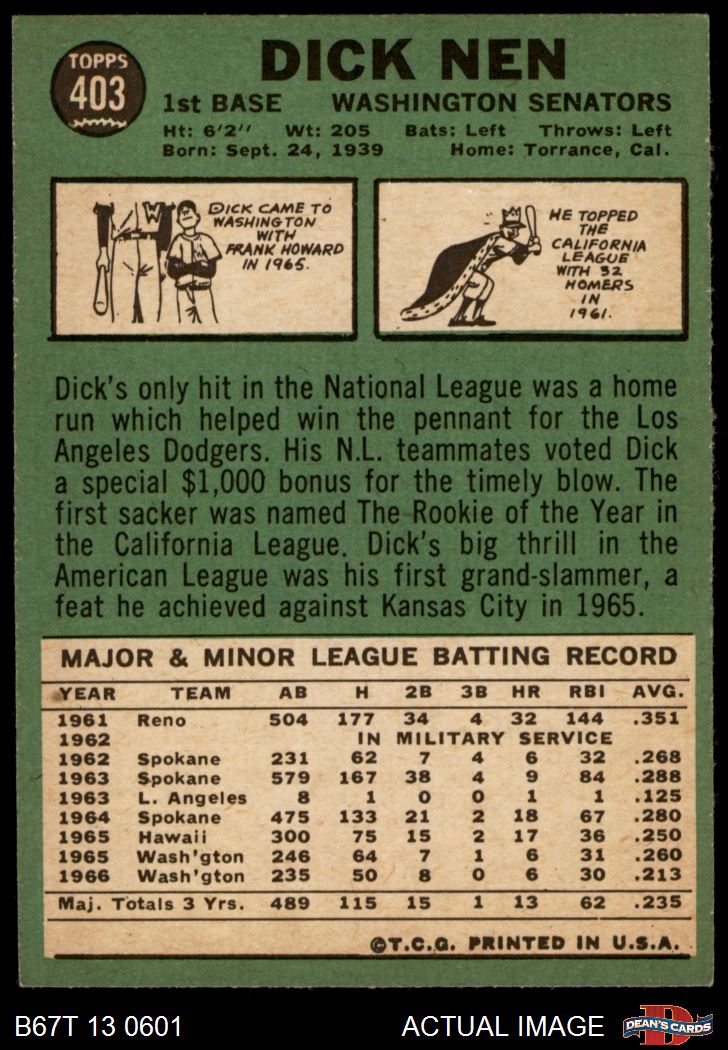 TOPPS
403
DICK NEN
1st BASE WASHINGTON SENATORS
Ht: 6'2" Wt: 205 Bats: Left Throws: Left
Born: Sept. 24, 1939 Home: Torrance, Cal.
W
DICK CAME TO
WASHINGTON
WITH
FRANK HOWARD
IN 1965.
HE TOPPED
THE
CALIFORNIA
LEAGUE
WITH 32
HOMERS
IN
1961.
Dick's only hit in the National League was a home
run which helped win the pennant for the Los
Angeles Dodgers. His N.L. teammates voted Dick
a special $1,000 bonus for the timely blow. The
first sacker was named The Rookie of the Year in
the California League. Dick's big thrill in the
American League was his first grand-slammer, a
feat he achieved against Kansas City in 1965.
MAJOR & MINOR LEAGUE BATTING RECORD
YEAR TEAM AB H 2B 3B HR RBI AVG.
1961 Reno 504 177 34 4 32 144 .351
1962 IN MILITARY SERVICE
1962 Spokane 231 62 7 4 6 32 .268
1963 Spokane 579 167 38 4 9 84 .288
1963 L. Angeles 8 1 0 0 1 1 .125
1964 Spokane 475 133 21 2 18 67 .280
1965 Hawaii 300 75 15 2 17 36 .250
1965 Wash'gton 246 64 7 1 6 31 .260
1966 Wash'gton 235 50 8 0 6 30 .213
Maj. Totals 3 Yrs. 489 115 15 1 13 62 .235
©T.C.G. PRINTED IN U.S.A.
B67T 13 0601 ACTUAL IMAGE
D
DEAN'S CARDS